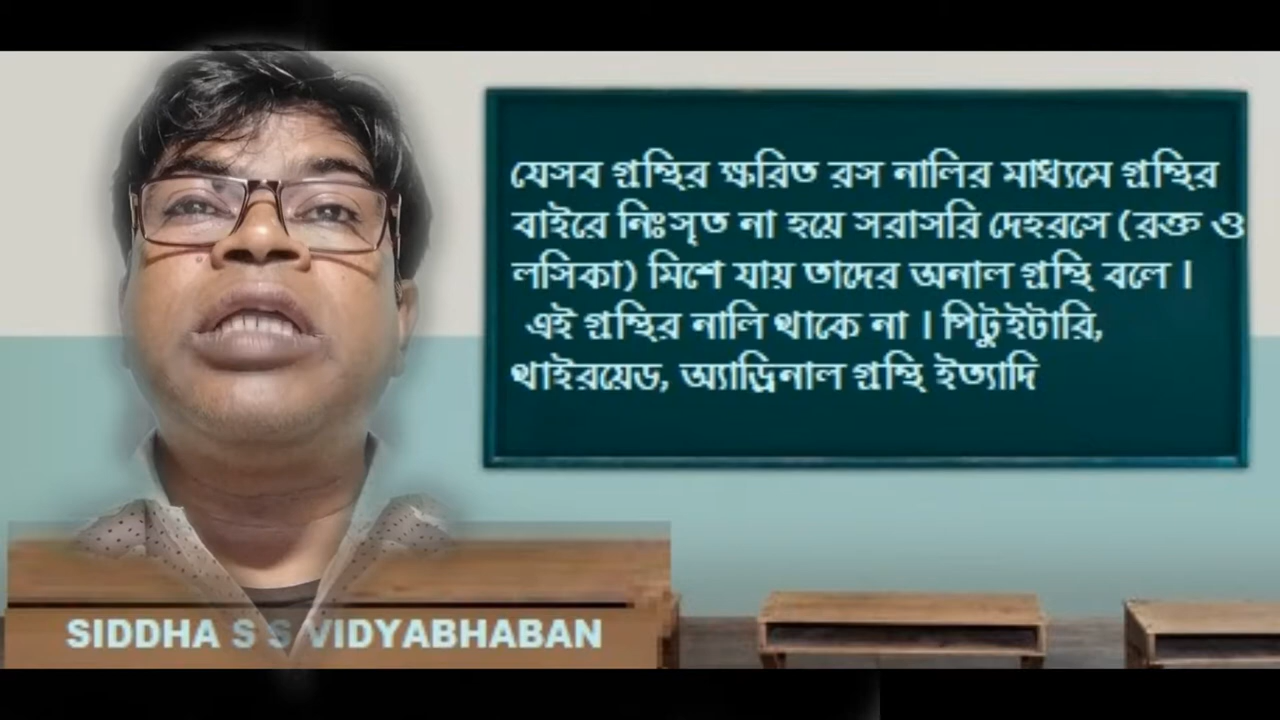 যেসব গ্রন্থির ক্ষরিত রস নালির মাধ্যমে গ্রন্থির
বাইরে নিঃসৃত না হয়ে সরাসরি দেহরসে (রক্ত ও
লসিকা) মিশে যায় তাদের অনাল গ্রন্থি বলে ।
এই গ্রন্থির নালি থাকে না । পিটুইটারি,
থাইরয়েড, অ্যাড্রিনাল গ্রন্থি ইত্যাদি
SIDDHA S S VIDYABHABAN